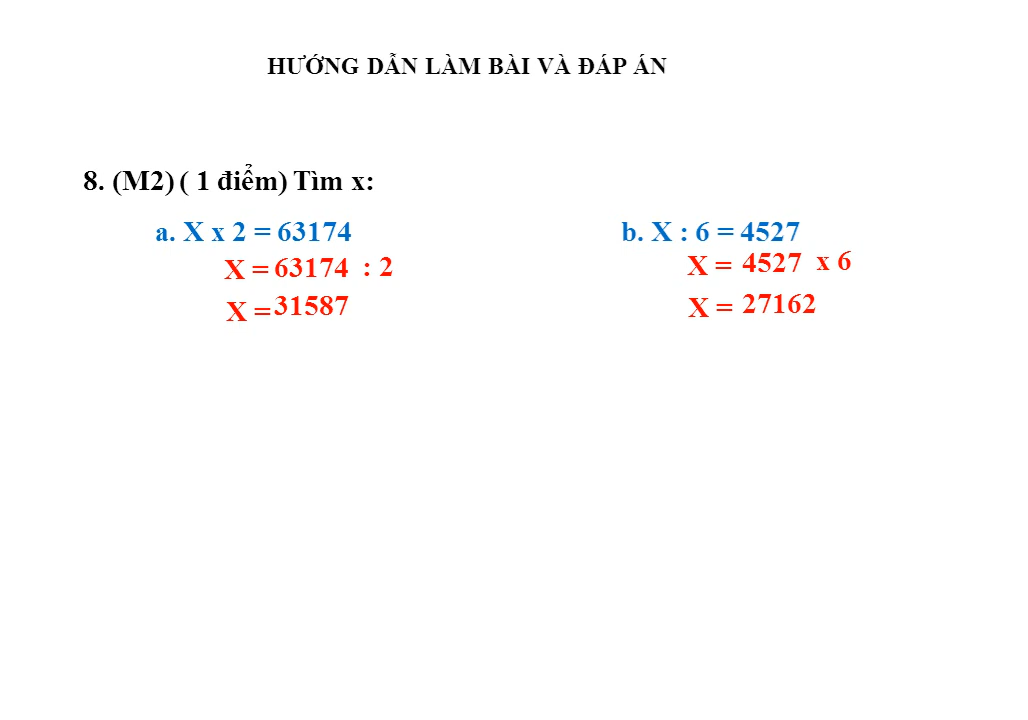 HƯỚNG DẪN LÀM BÀI VÀ ĐÁP ÁN
8. (M2) ( 1 điểm) Tìm x:
a. X x 2 = 63174
X = 63174 : 2
X = 31587
b. X : 6 = 4527
X = 4527 x 6
X = 27162